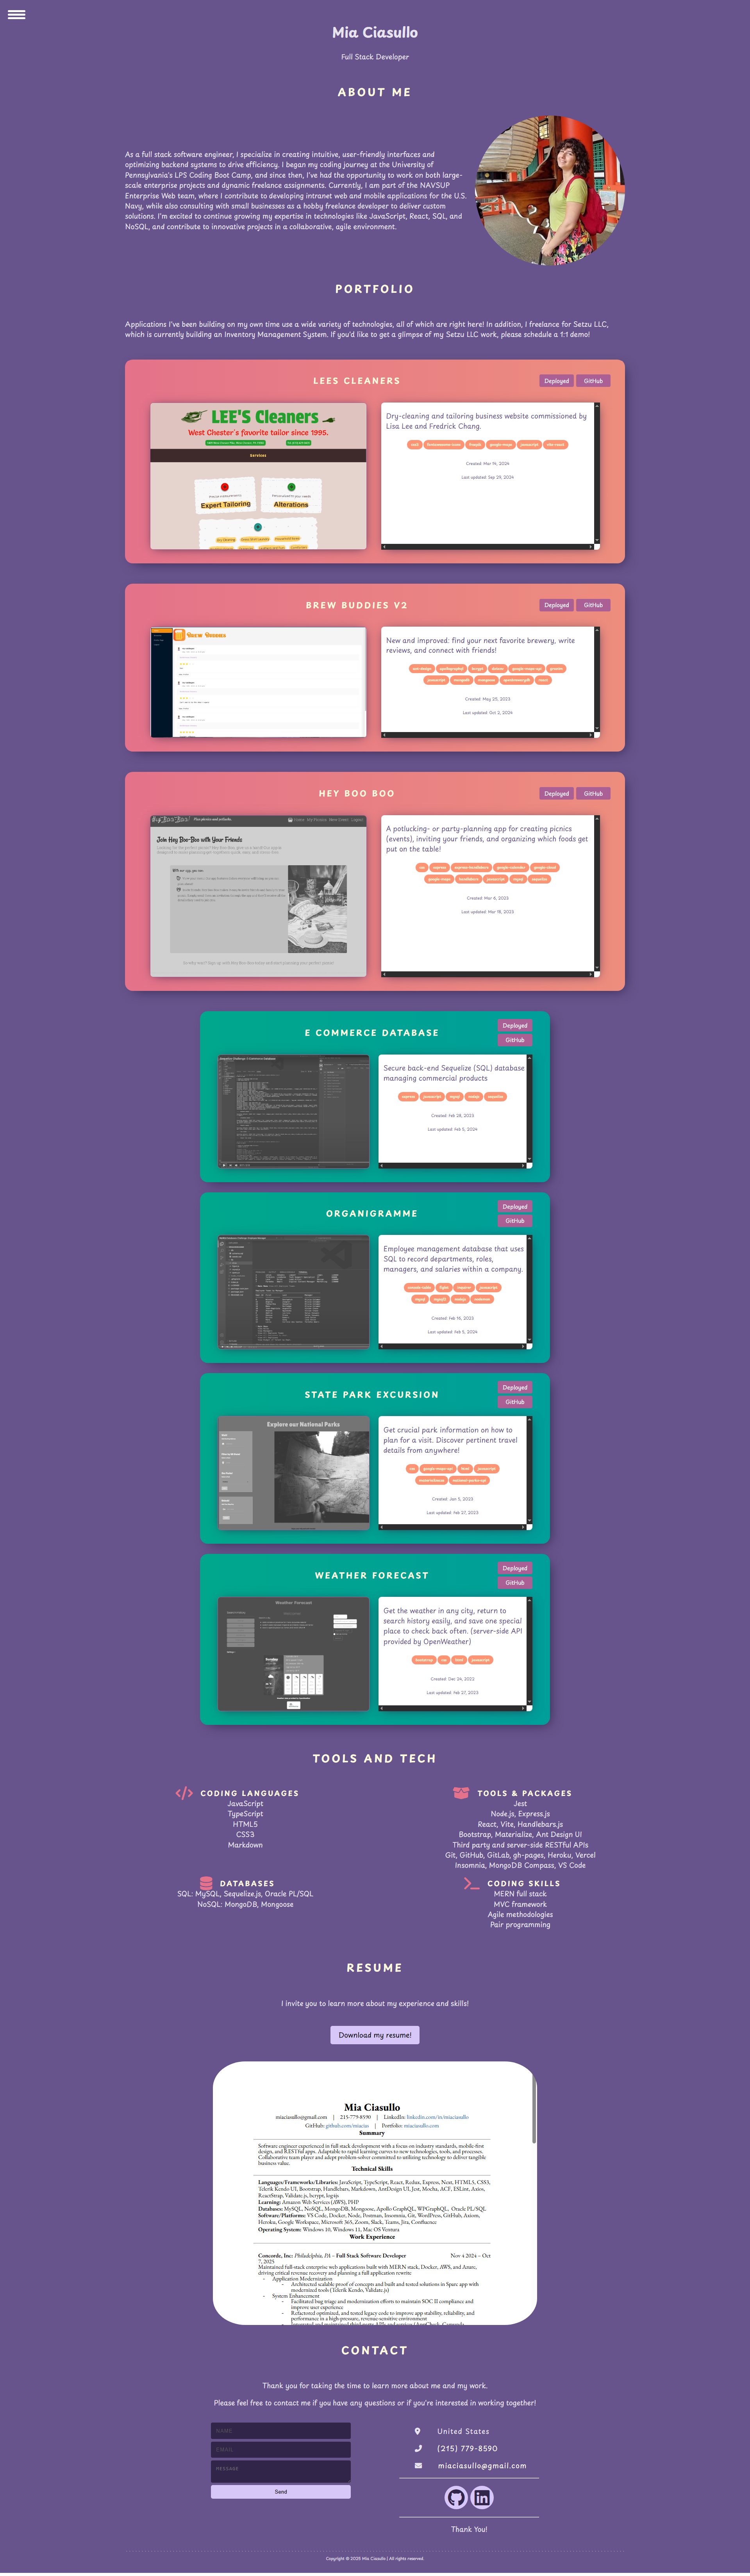 Mia Ciasullo
Full Stack Developer
ABOUT ME
As a full stack software engineer, I specialize in creating intuitive, user-friendly interfaces and
optimizing backend systems to drive efficiency. I began my coding journey at the University of
Pennsylvania's LPS Coding Boot Camp, and since then, I've had the opportunity to work on both large-
scale enterprise projects and dynamic freelance assignments. Currently, I am part of the NAVSUP
Enterprise Web team, where I contribute to developing intranet web and mobile applications for the U.S.
Navy, while also consulting with small businesses as a hobby freelance developer to deliver custom
solutions. I'm excited to continue growing my expertise in technologies like JavaScript, React, SQL, and
NoSQL, and contribute to innovative projects in a collaborative, agile environment.
PORTFOLIO
Applications I've been building on my own time use a wide variety of technologies, all of which are right here! In addition, I freelance for Setzu LLC,
which is currently building an Inventory Management System. If you'd like to get a glimpse of my Setzu LLC work, please schedule a 1:1 demo!
LEES CLEANERS
Deployed GitHub
LEE'S Cleaners
West Chester's favorite tailor since 1995.
Services
Expert Tailoring
Alterations
Dry-cleaning and tailoring business website commissioned by
Lisa Lee and Fredrick Chang.
Created: Mar 14, 2024
Last updated: Sep 29, 2024
BREW BUDDIES V2
Deployed GitHub
Brew Buddies
New and improved: find your next favorite brewery, write
reviews, and connect with friends!
Created: May 25, 2023
Last updated: Oct 2, 2024
HEY BOO BOO
Deployed GitHub
Join Hey Boo-Boo with Your Friends
A potlucking- or party-planning app for creating picnics
(events), inviting your friends, and organizing which foods get
put on the table!
Created: Mar 6, 2023
Last updated: Mar 18, 2023
E COMMERCE DATABASE
Deployed
GitHub
Secure back-end Sequelize (SQL) database
managing commercial products
express javascript mysql nodejs sequelize
Created: Feb 28, 2023
Last updated: Feb 5, 2024
ORGANIGRAMME
Deployed
GitHub
Employee management database that uses
SQL to record departments, roles,
managers, and salaries within a company.
Created: Feb 16, 2023
Last updated: Feb 5, 2024
STATE PARK EXCURSION
Deployed
GitHub
Explore our National Parks
Get crucial park information on how to
plan for a visit. Discover pertinent travel
details from anywhere!
css google-maps-api html javascript
materializecss national-parks-api
Created: Jan 5, 2023
Last updated: Feb 27, 2023
WEATHER FORECAST
Deployed
GitHub
Weather Forecast
Get the weather in any city, return to
search history easily, and save one special
place to check back often. (server-side API
provided by OpenWeather)
bootstrap css html javascript
Created: Dec 24, 2022
Last updated: Feb 27, 2023
TOOLS AND TECH
CODING LANGUAGES
JavaScript
TypeScript
HTML5
CSS3
Markdown
TOOLS & PACKAGES
Jest
Node.js, Express.js
React, Vite, Handlebars.js
Bootstrap, Materialize, Ant Design UI
Third party and server-side RESTful APIs
Git, GitHub, GitLab, gh-pages, Heroku, Vercel
Insomnia, MongoDB Compass, VS Code
DATABASES
SQL: MySQL, Sequelize.js, Oracle PL/SQL
NoSQL: MongoDB, Mongoose
CODING SKILLS
MERN full stack
MVC framework
Agile methodologies
Pair programming
RESUME
I invite you to learn more about my experience and skills!
Download my resume!
Mia Ciasullo
miaciasullo@gmail.com | 215-779-8590 | LinkedIn: linkedin.com/in/miaciasullo
GitHub: github.com/miacias | Portfolio: miaciasullo.com
Summary
Software engineer experienced in full stack development with a focus on industry standards, mobile-first
design, and RESTful apps. Adaptable to rapid learning curves to new technologies, tools, and processes.
Collaborative team player and adept problem-solver committed to utilizing technology to deliver tangible
business value.
Technical Skills
Languages/Frameworks/Libraries: JavaScript, TypeScript, React, Redux, Express, Next, HTML5, CSS3,
Telerik Kendo UI, Bootstrap, Handlebars, Markdown, AntDesign UI, Jest, Mocha, ACF, ESLint, Axios,
ReactStrap, Validate.js, bcrypt, log4js
Learning: Amazon Web Services (AWS), PHP
Databases: MySQL, NoSQL, MongoDB, Mongoose, Apollo GraphQL, WPGraphQL, Oracle PL/SQL
Software/Platforms: VS Code, Docker, Node, Postman, Insomnia, Git, WordPress, GitHub, Axiom,
Heroku, Google Workspace, Microsoft 365, Zoom, Slack, Teams, Jira, Confluence
Operating System: Windows 10, Windows 11, Mac OS Ventura
Work Experience
Concorde, Inc: Philadelphia, PA – Full Stack Software Developer Nov 4 2024 – Oct
7, 2025
Maintained full-stack enterprise web applications built with MERN stack, Docker, AWS, and Azure,
driving critical revenue recovery and planning a full application rewrite
- Application Modernization
- Architected scalable proof of concepts and built and tested solutions in Span: app with
modernized tools (Telerik Kendo, Validate.js)
- System Enhancement
- Facilitated bug triage and modernization efforts to maintain SOC II compliance and
improve user experience
- Refactored, optimized, and tested legacy code to improve app stability, reliability, and
performance in a high-pressure, revenue-sensitive environment
CONTACT
Thank you for taking the time to learn more about me and my work.
Please feel free to contact me if you have any questions or if you're interested in working together!
NAME
EMAIL
MESSAGE
Send
United States
(215) 779-8590
miaciasullo@gmail.com
Thank You!
Copyright © 2025 Mia Ciasullo | All rights reserved.